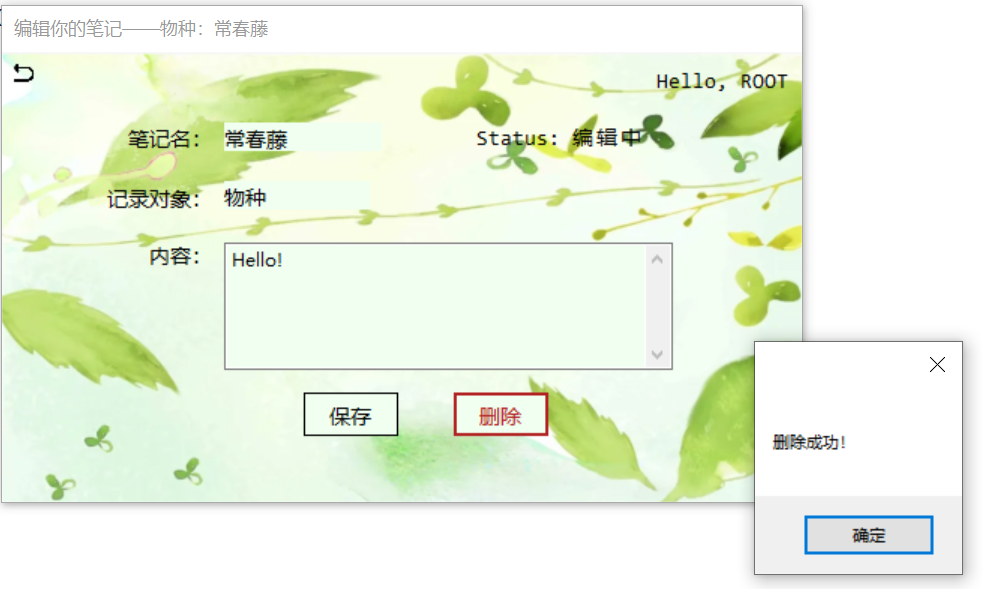 编辑你的笔记——物种：常春藤
Hello, ROOT
笔记名： 常春藤
Status: 编辑中
记录对象： 物种
内容： Hello!
保存 删除
删除成功！
确定